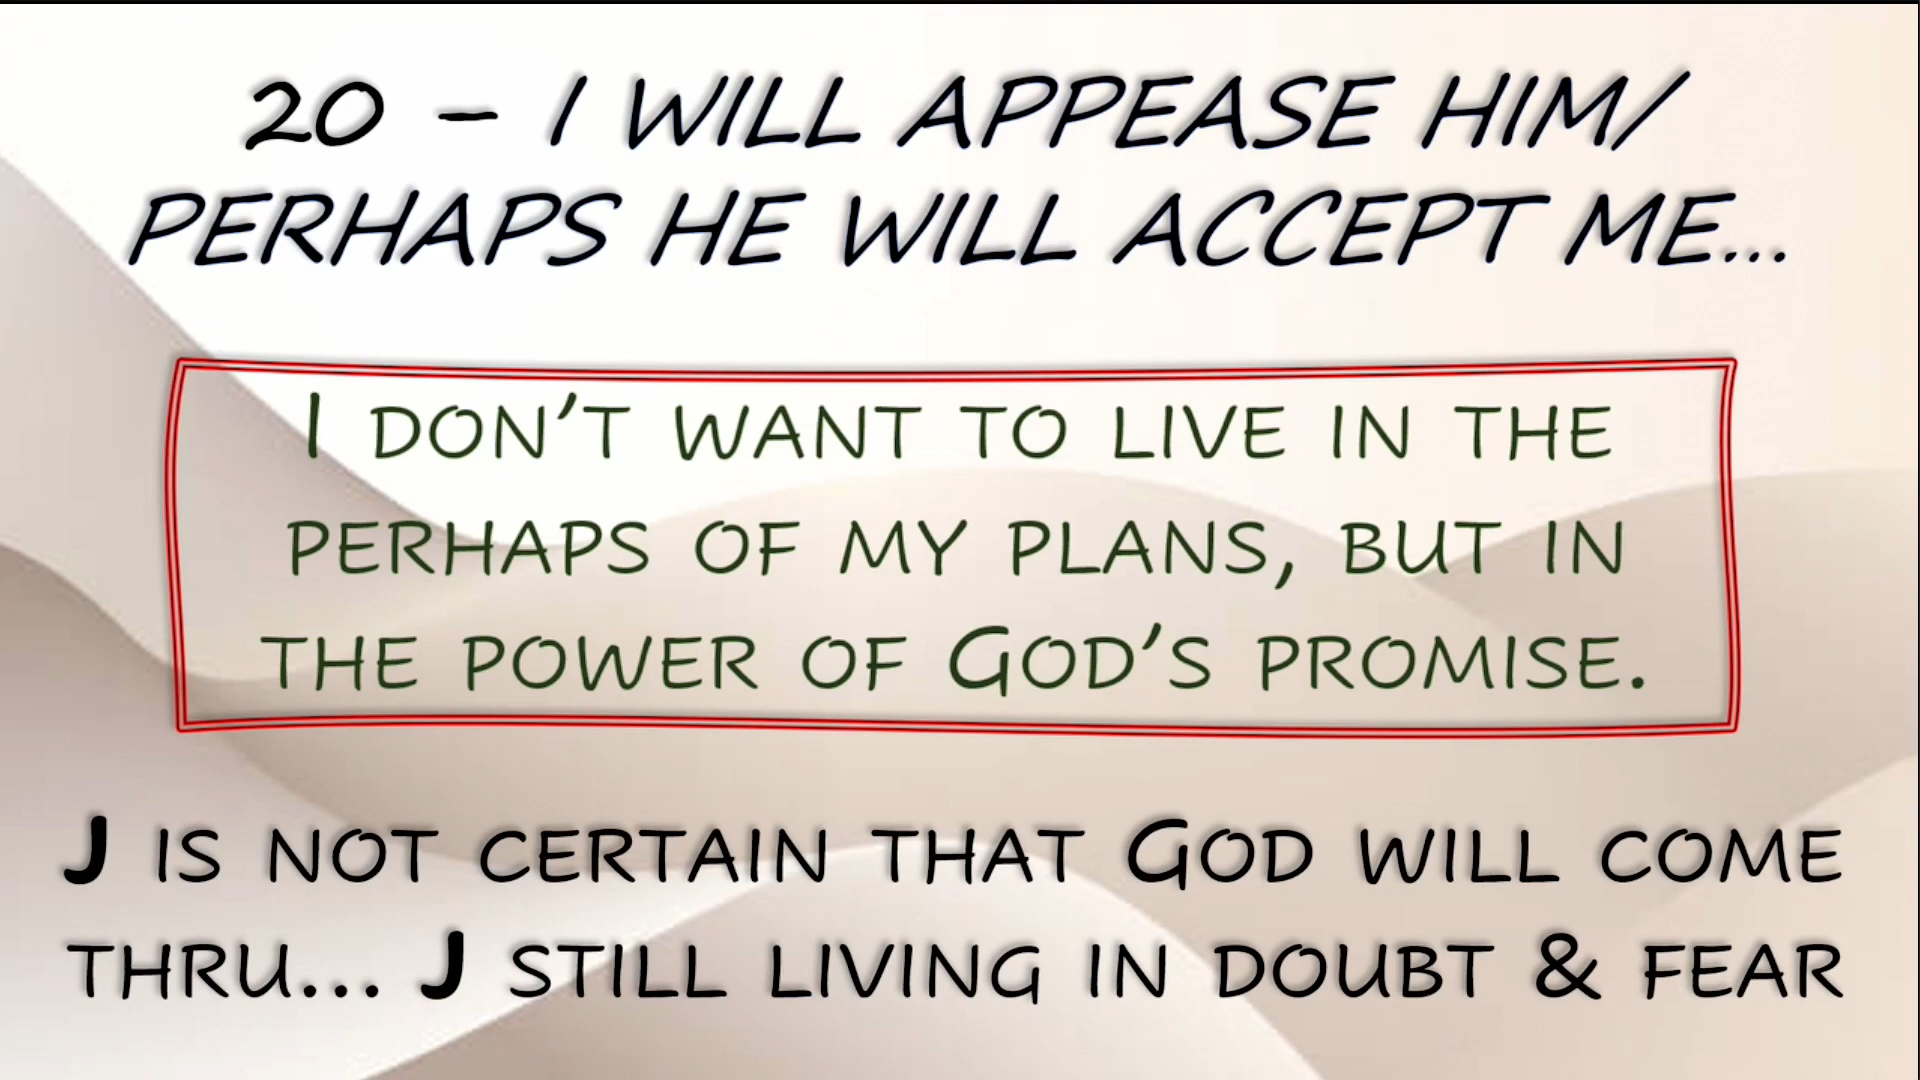 20 – I WILL APPEASE HIM/
PERHAPS HE WILL ACCEPT ME...
I DON'T WANT TO LIVE IN THE
PERHAPS OF MY PLANS, BUT IN
THE POWER OF GOD'S PROMISE.
J IS NOT CERTAIN THAT GOD WILL COME
THRU... J STILL LIVING IN DOUBT & FEAR